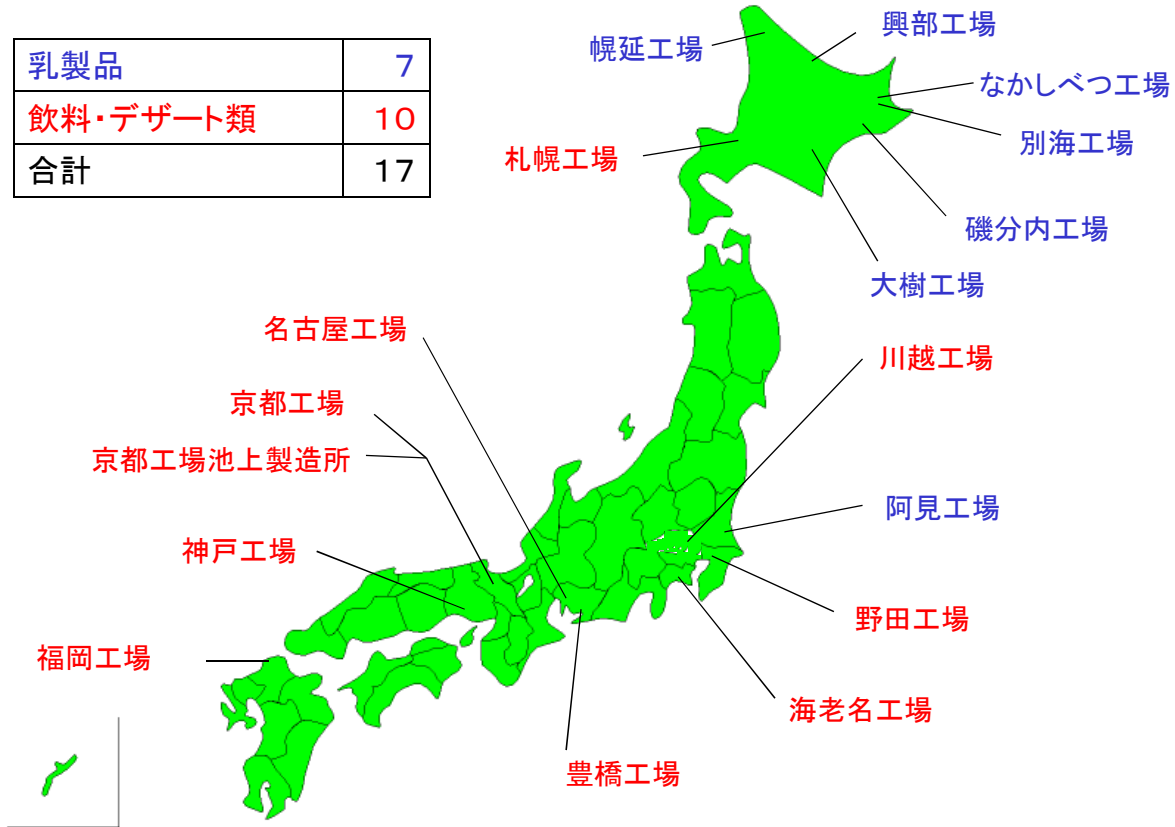 乳製品 7
飲料・デザート類 10
合計 17
幌延工場
興部工場
なかしべつ工場
別海工場
札幌工場
磯分内工場
大樹工場
名古屋工場
川越工場
京都工場
京都工場池上製造所
阿見工場
神戸工場
野田工場
福岡工場
海老名工場
豊橋工場